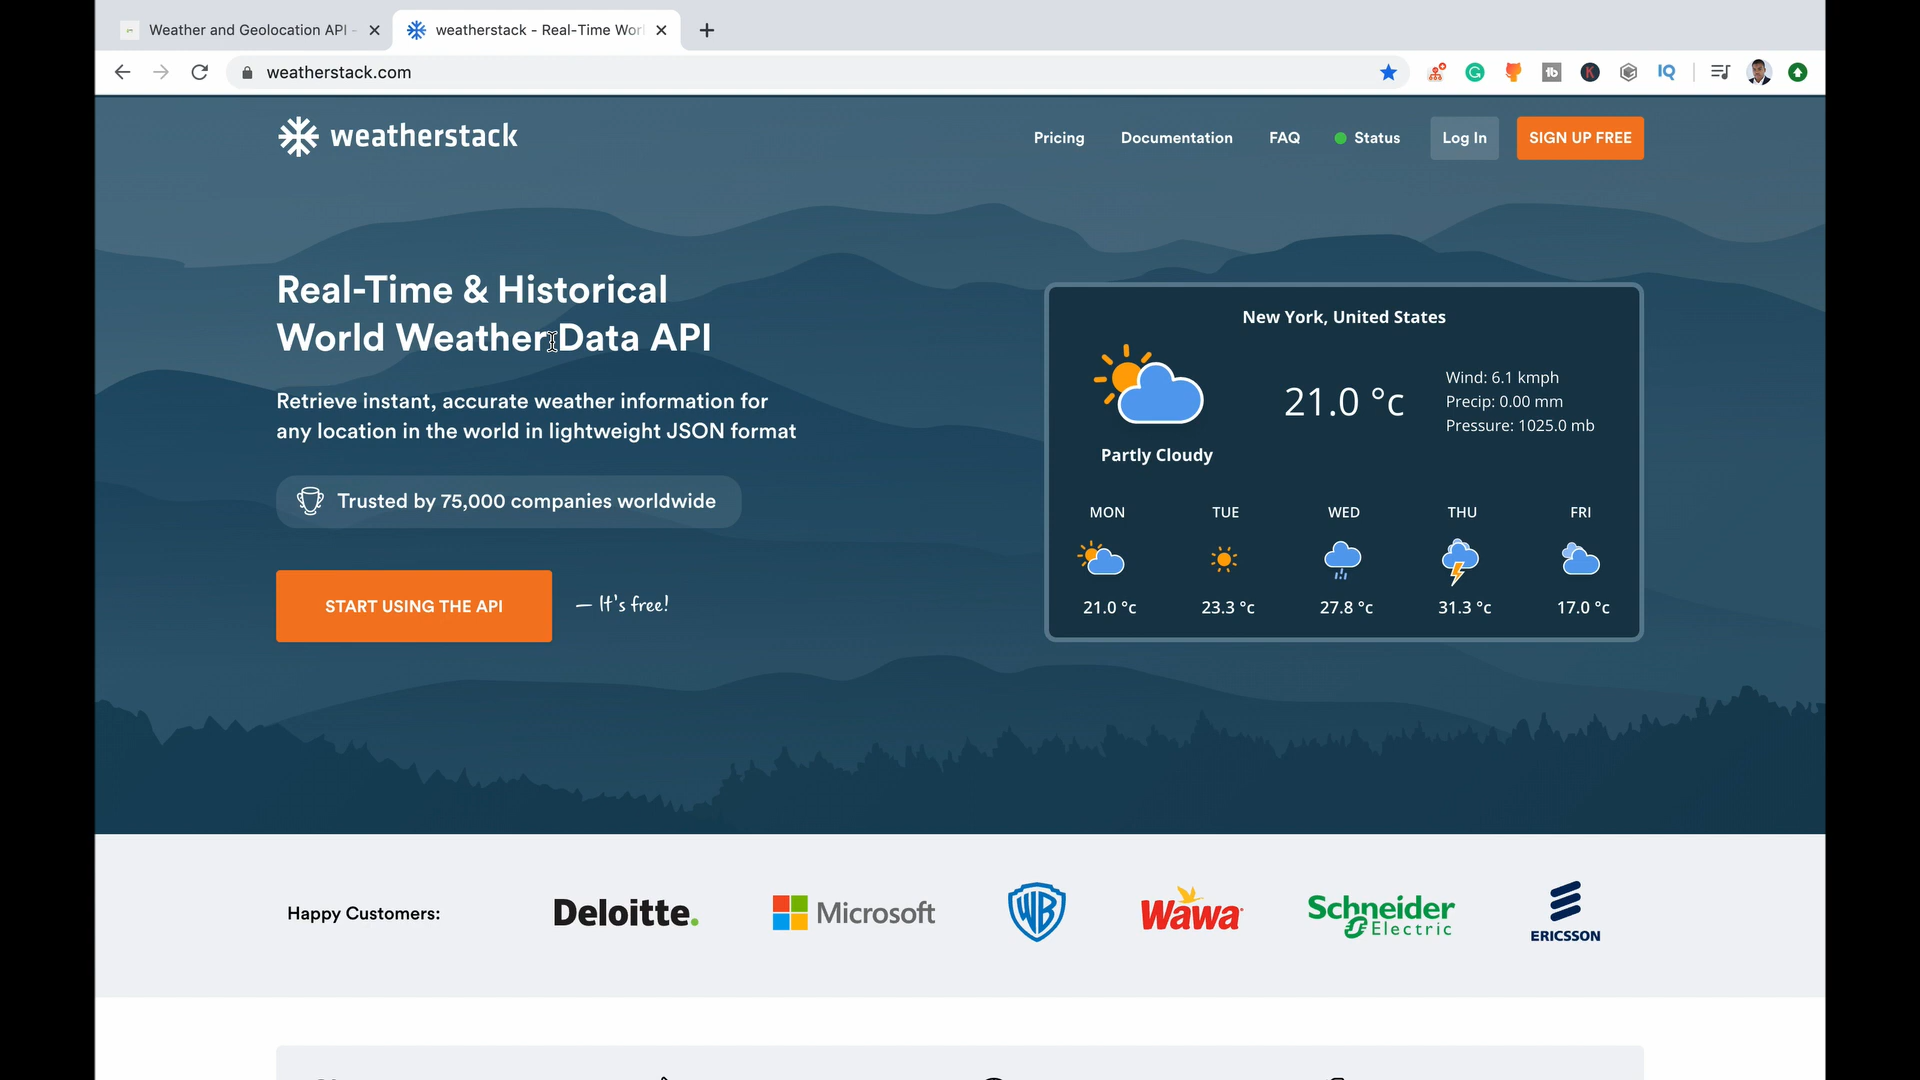 Weather and Geolocation API -
weatherstack - Real-Time Wor
weatherstack.com
weatherstack
Pricing
Documentation
FAQ
Status
Log In
SIGN UP FREE
Real-Time & Historical
World Weather Data API
Retrieve instant, accurate weather information for
any location in the world in lightweight JSON format
Trusted by 75,000 companies worldwide
START USING THE API
– It's free!
New York, United States
Partly Cloudy
21.0 °c
Wind: 6.1 kmph
Precip: 0.00 mm
Pressure: 1025.0 mb
MON TUE WED THU FRI
21.0 °c 23.3 °c 27.8 °c 31.3 °c 17.0 °c
Happy Customers:
Deloitte.
Microsoft
WB
Wawa
Schneider
Electric
ERICSSON
tb
K
IQ
G